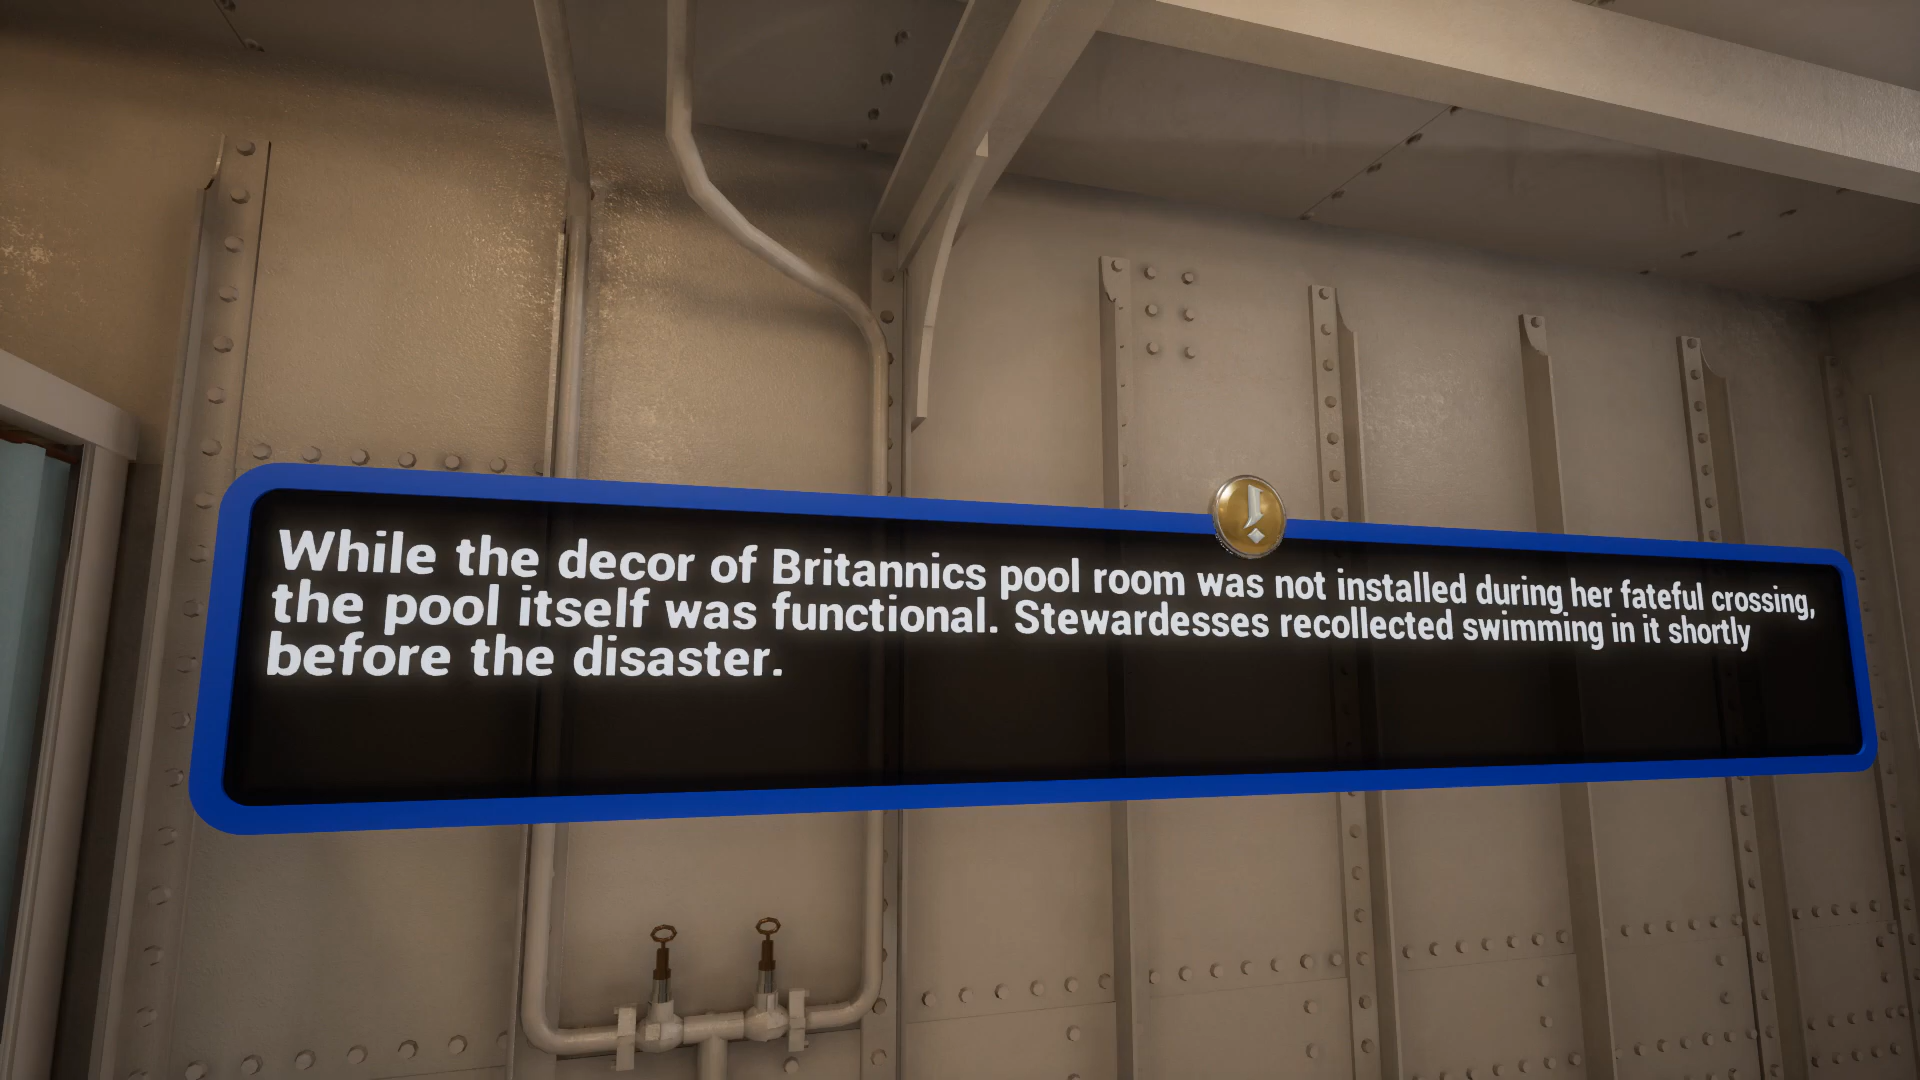 While the decor of Britannics pool room was not installed during her fateful crossing,
the pool itself was functional. Stewardesses recollected swimming in it shortly
before the disaster.